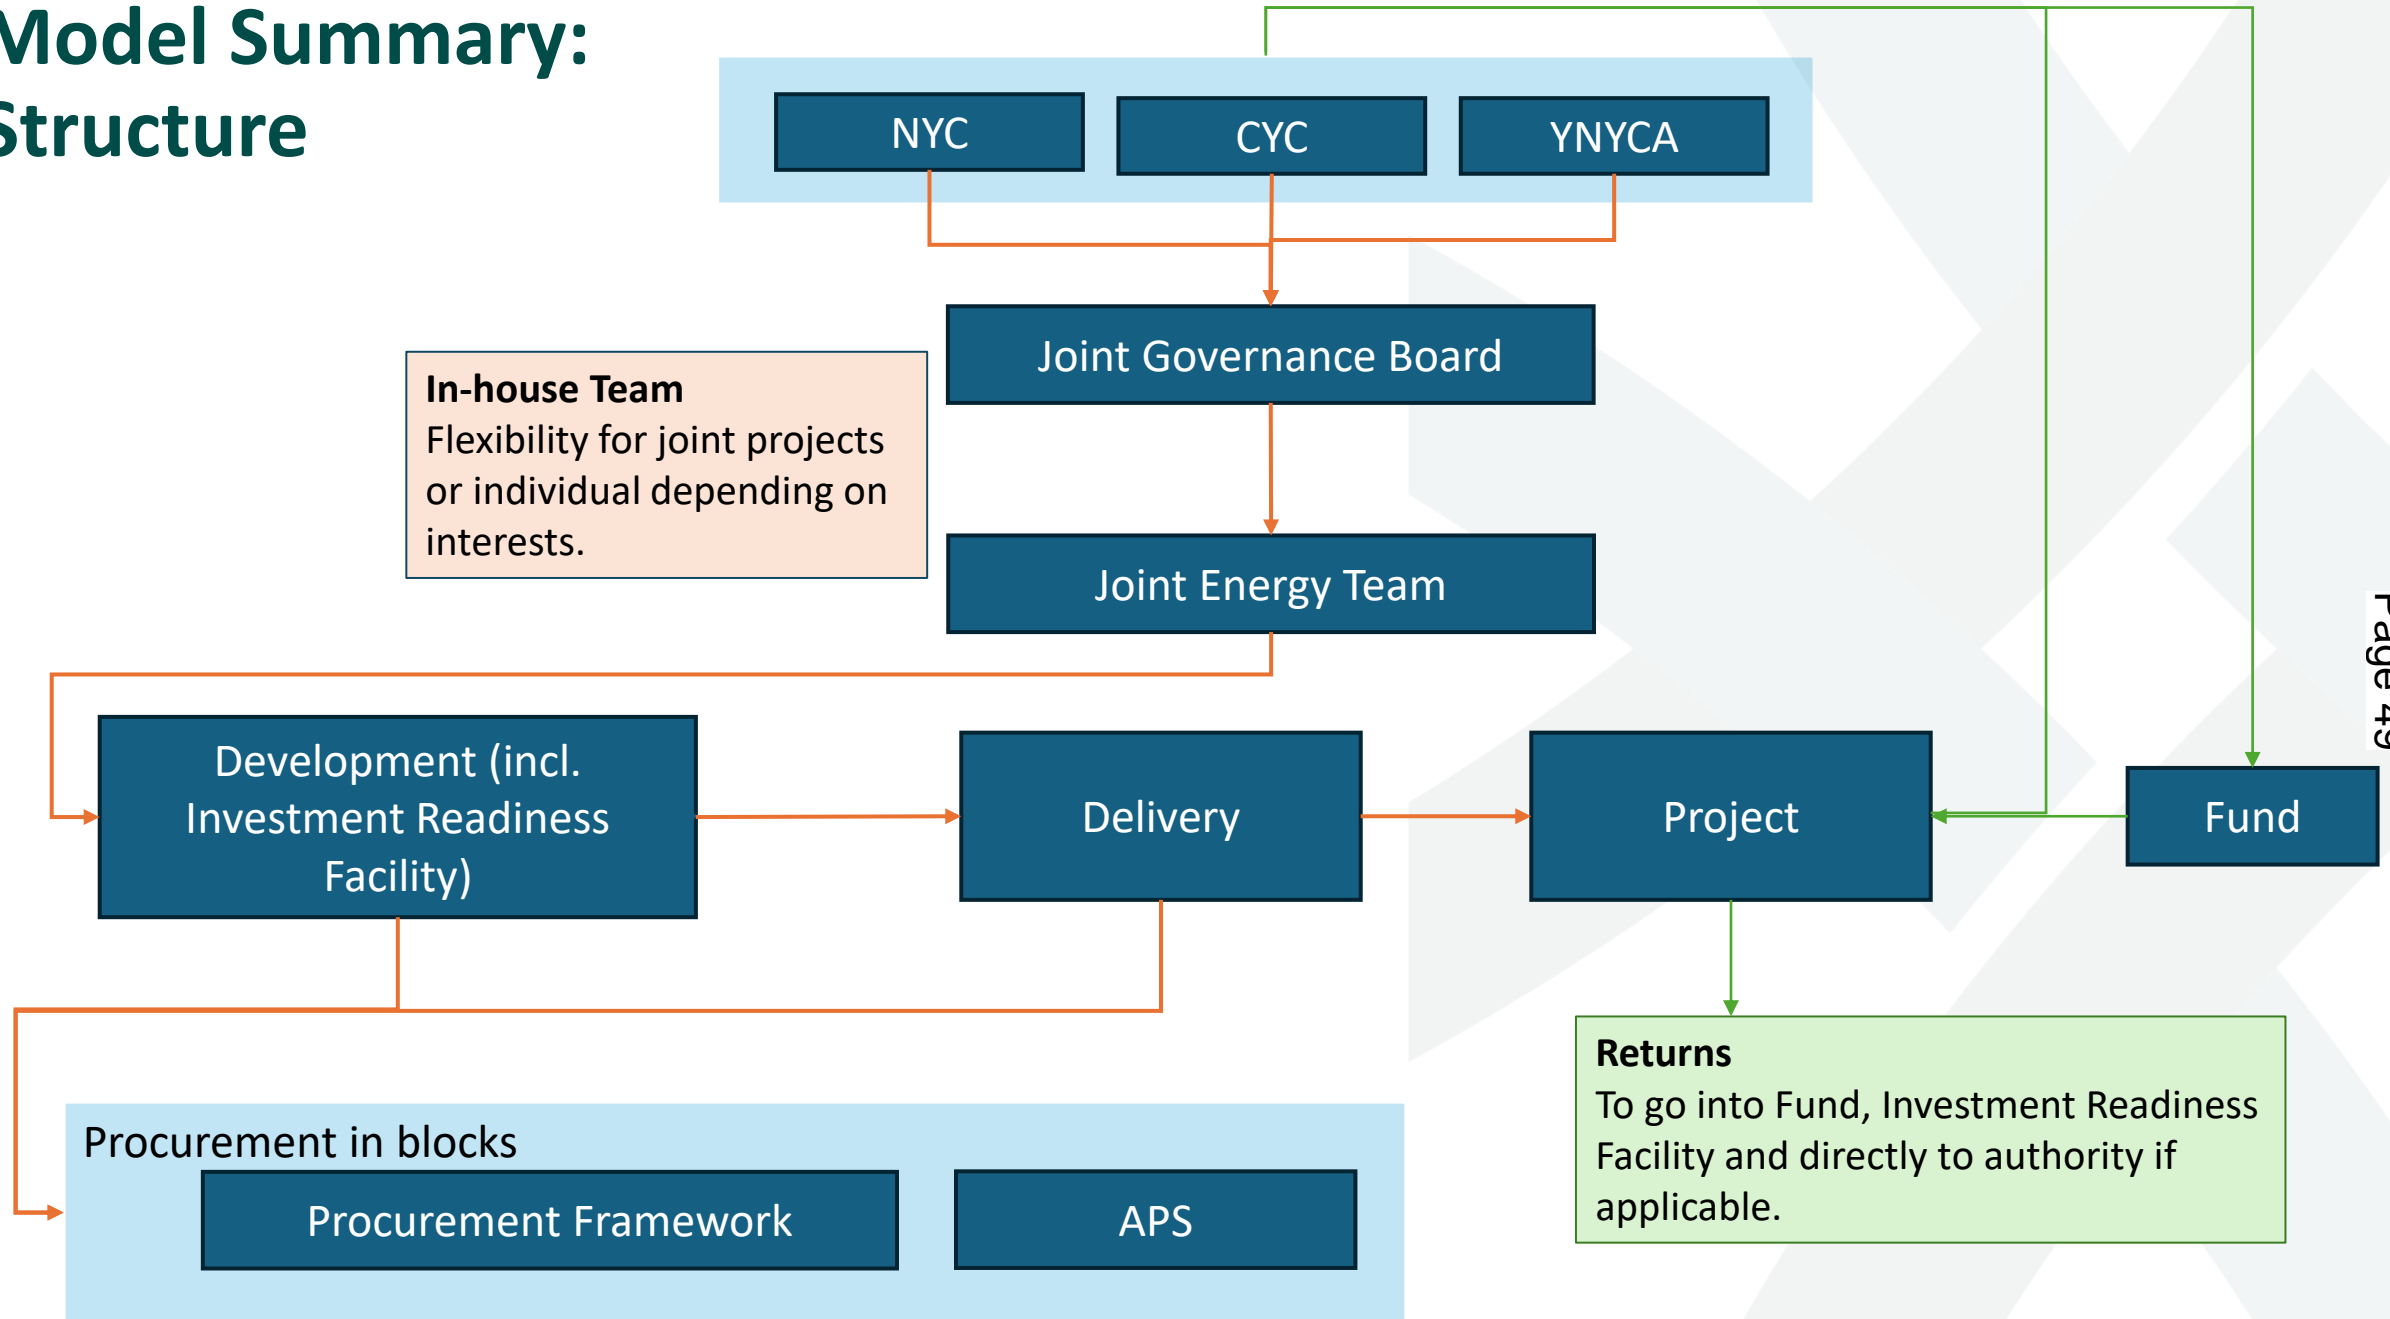 Model Summary:
Structure
NYC
CYC
YNYCA
Joint Governance Board
In-house Team
Flexibility for joint projects
or individual depending on
interests.
Joint Energy Team
Development (incl.
Investment Readiness
Facility)
Delivery
Project
Fund
Page 49
Returns
To go into Fund, Investment Readiness
Facility and directly to authority if
applicable.
Procurement in blocks
Procurement Framework
APS